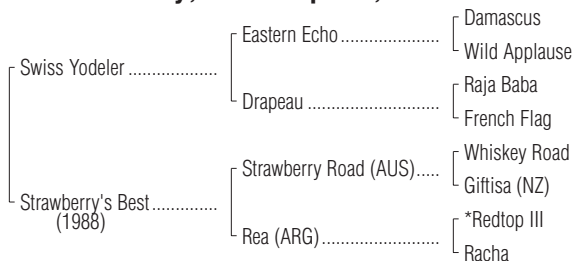 Damascus
Eastern Echo.....................
Wild Applause
Swiss Yodeler ...................
Raja Baba
Drapeau ............................
French Flag
Whiskey Road
Strawberry Road (AUS).....
Giftisa (NZ)
Strawberry's Best..............
(1988)
*Redtop III
Rea (ARG).........................
Racha